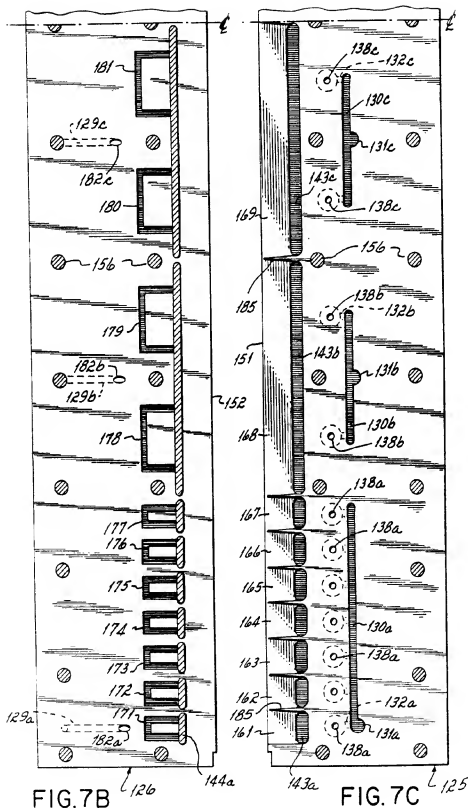 ℄
181
129c
182c
180
156
179
182b
129b
152
178
177
176
175
174
173
172
129a
171
182a
144a
FIG. 7B
126
℄
138c
132c
130c
131c
143c
169
138c
156
185
138b
132b
151
143b
131b
130b
168
138b
167
138a
166
138a
165
164
130a
163
138a
162
185
132a
161
131a
143a
138a
FIG. 7C
125